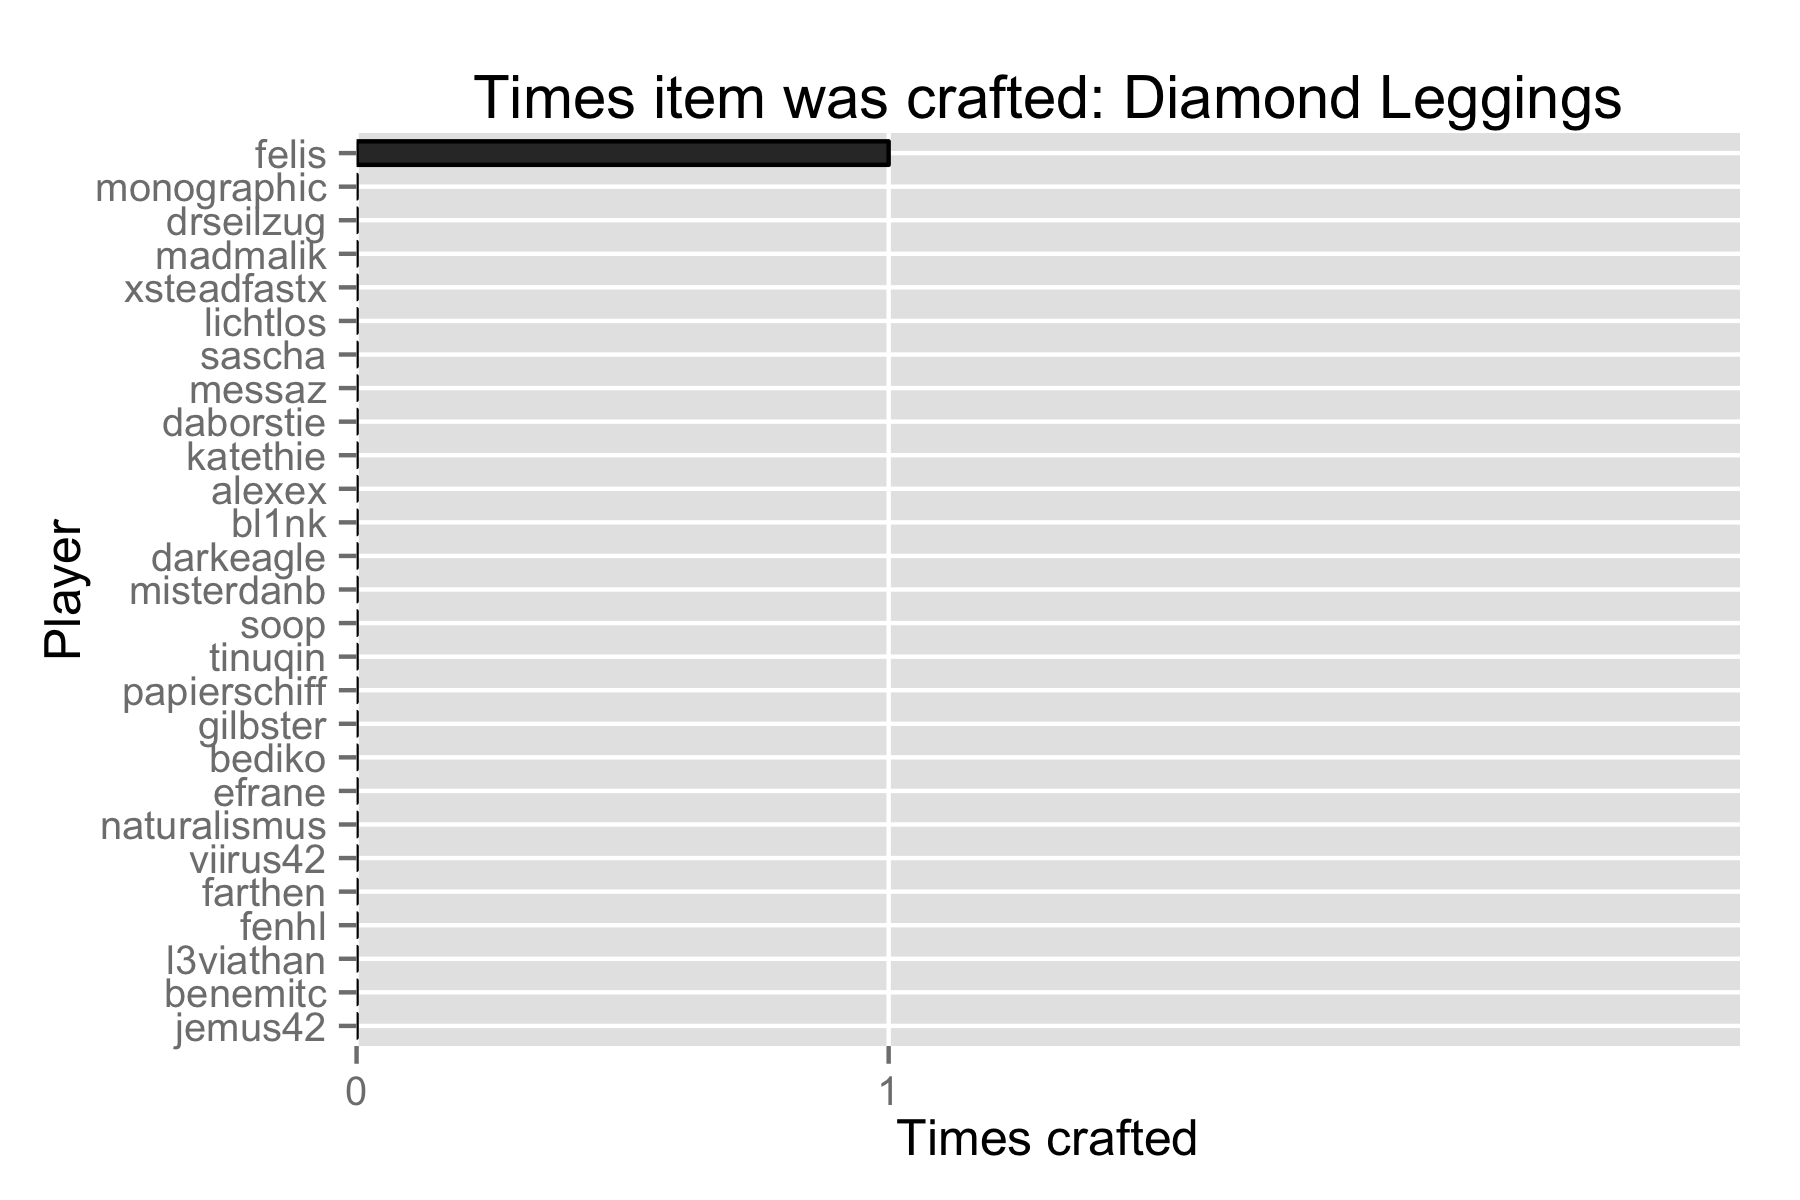 Times item was crafted: Diamond Leggings
felis
monographic
drseilzug
madmalik
xsteadfastx
lichtlos
sascha
messaz
daborstie
katethie
alexex
bl1nk
darkeagle
misterdanb
soop
tinuqin
papierschiff
gilbster
bediko
efrane
naturalismus
viirus42
farthen
fenhl
l3viathan
benemitc
jemus42
Player
0 1
Times crafted